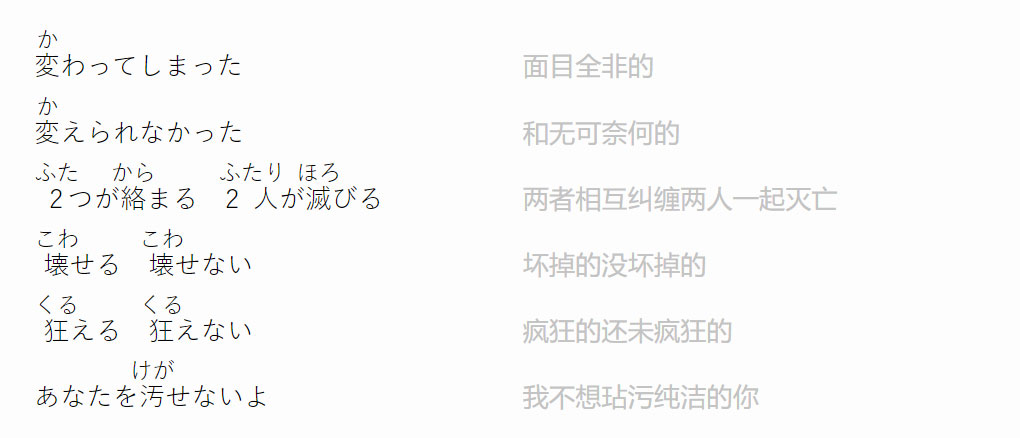 か
変わってしまった 面目全非的
か
変えられなかった 和无可奈何的
ふた から ふたり ほろ
2つが絡まる 2人が滅びる 两者相互纠缠两人一起灭亡
こわ こわ
壊せる 壊せない 坏掉的没坏掉的
くる くる
狂える 狂えない 疯狂的还未疯狂的
けが
あなたを汚せないよ 我不想玷污纯洁的你